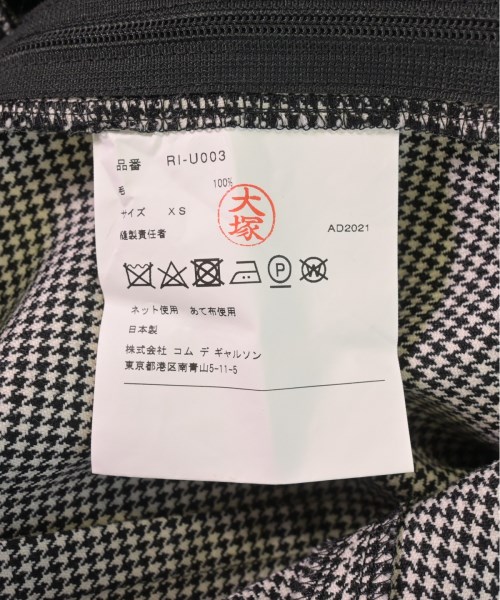 品番 RI-U003
毛 100%
サイズ XS
縫製責任者 大塚 AD2021
P W
ネット使用 あて布使用
日本製
株式会社 コム デ ギャルソン
東京都港区南青山5-11-5